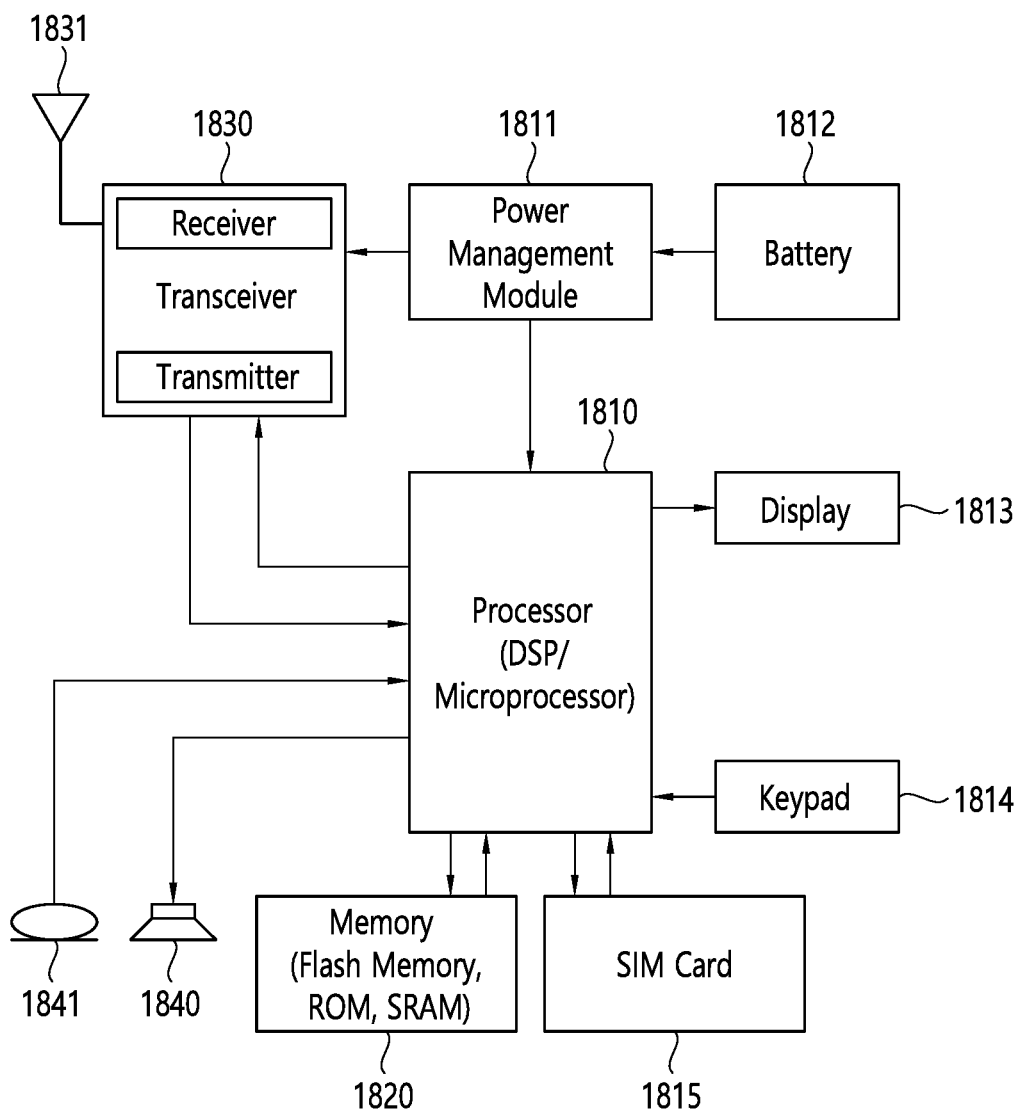 1831
1830
1811
1812
Receiver
Transceiver
Transmitter
Power
Management
Module
Battery
1810
Display
1813
Processor
(DSP/
Microprocessor)
Keypad
1814
Memory
(Flash Memory,
ROM, SRAM)
SIM Card
1841
1840
1820
1815